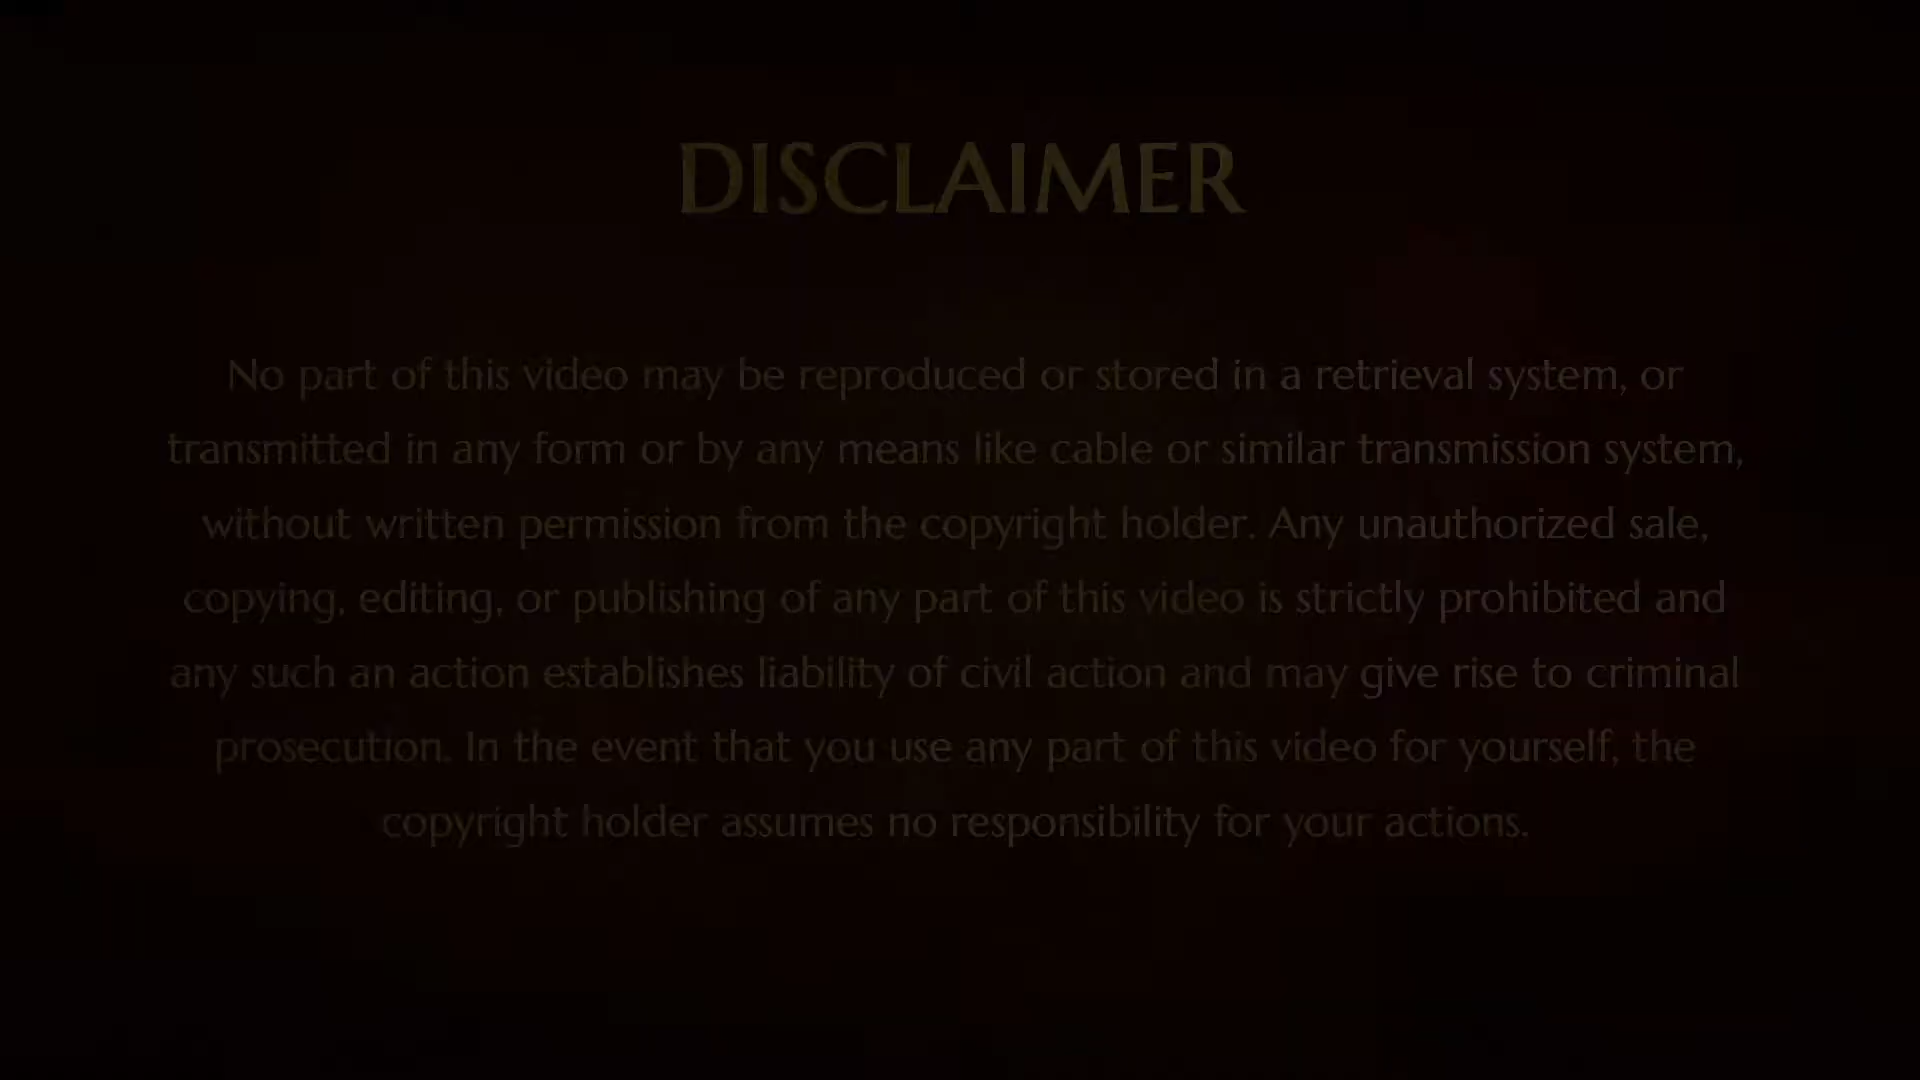 DISCLAIMER
No part of this video may be reproduced or stored in a retrieval system, or
transmitted in any form or by any means like cable or similar transmission system,
without written permission from the copyright holder. Any unauthorized sale,
copying, editing, or publishing of any part of this video is strictly prohibited and
any such an action establishes liability of civil action and may give rise to criminal
prosecution. In the event that you use any part of this video for yourself, the
copyright holder assumes no responsibility for your actions.